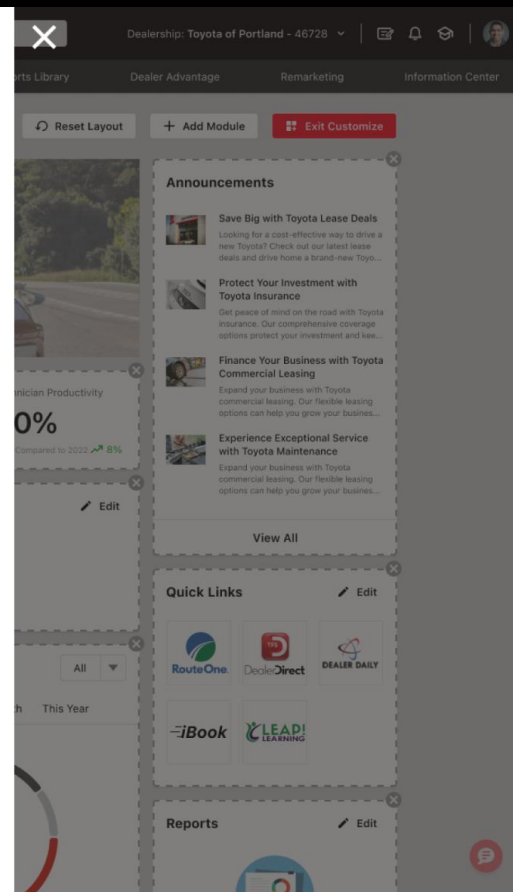 Dealership: Toyota of Portland - 46728
Library
Dealer Advantage
Remarketing
Information Center
Reset Layout
+ Add Module
Exit Customize
Announcements
Save Big with Toyota Lease Deals
Looking for a cost-effective way to drive a
new Toyota? Check out our latest lease
deals and drive home a brand-new Toyo...
Protect Your Investment with
Toyota Insurance
Get peace of mind on the road with Toyota
insurance. Our comprehensive coverage
options protect your investment and kee...
Finance Your Business with Toyota
Commercial Leasing
Expand your business with Toyota
commercial leasing. Our flexible leasing
options can help you grow your busines...
Experience Exceptional Service
with Toyota Maintenance
Expand your business with Toyota
commercial leasing. Our flexible leasing
options can help you grow your busines...
View All
Productivity
0%
Compared to 2022 8%
Edit
Quick Links
Edit
RouteOne
TFS
DealerDirect
DEALER DAILY
iBook
LEAP!
LEARNING
All
This Year
Reports
Edit